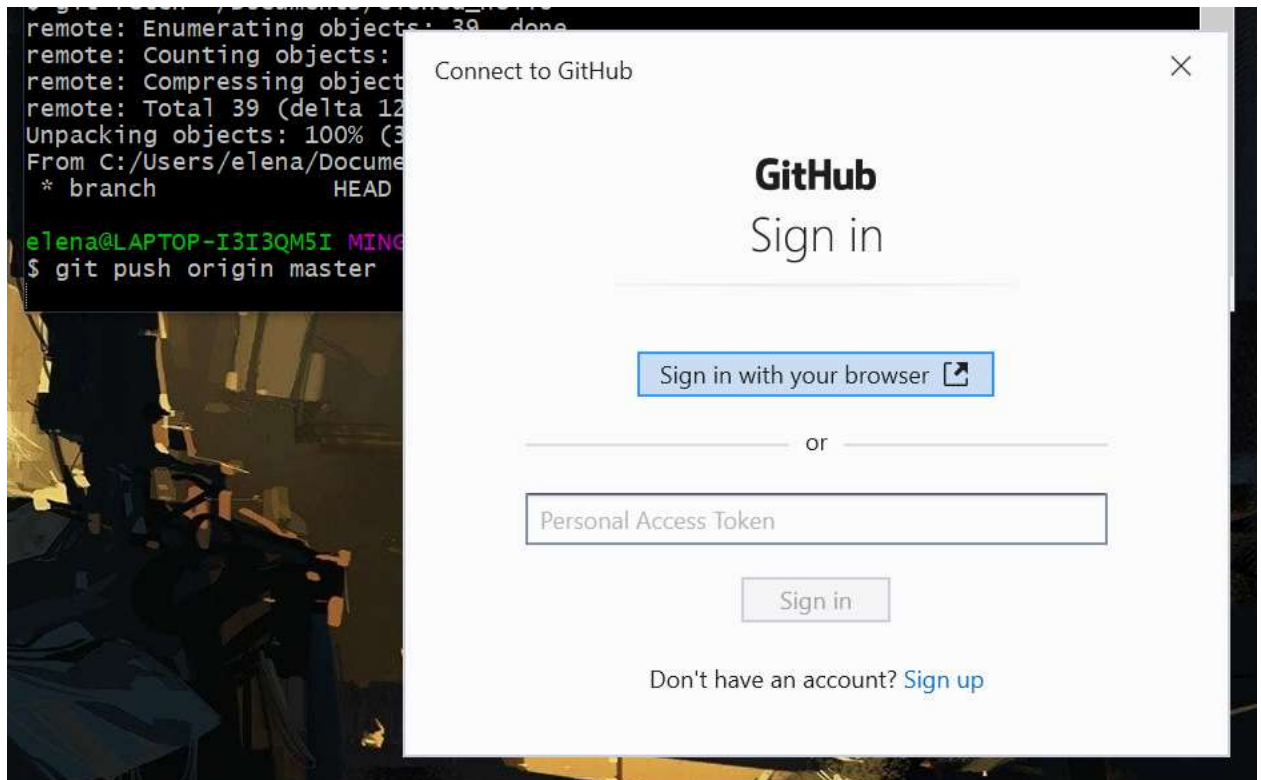 remote: Enumerating objects: 39, done
remote: Counting objects:
remote: Compressing object
remote: Total 39 (delta 12
Unpacking objects: 100% (3
From C:/Users/elena/Docume
* branch HEAD
elena@LAPTOP-I3I3QM5I MING
$ git push origin master
Connect to GitHub
GitHub
Sign in
Sign in with your browser
or
Personal Access Token
Sign in
Don't have an account? Sign up